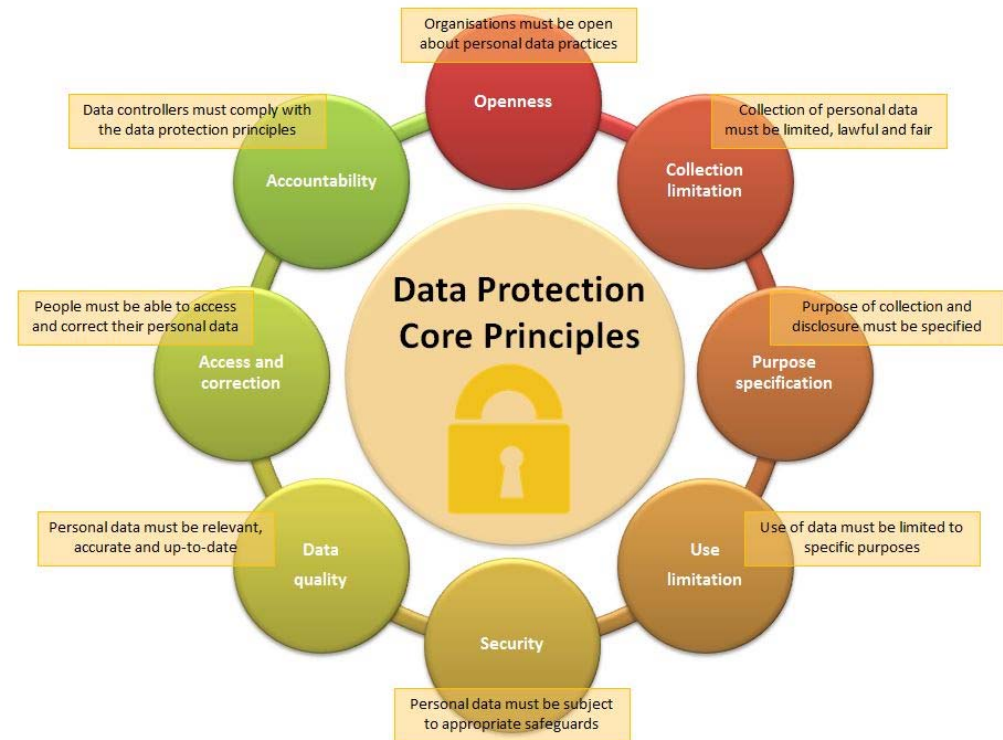 Organisations must be open
about personal data practices
Openness
Collection of personal data
must be limited, lawful and fair
Collection
limitation
Purpose of collection and
disclosure must be specified
Purpose
specification
Use of data must be limited to
specific purposes
Use
limitation
Security
Personal data must be subject
to appropriate safeguards
Personal data must be relevant,
accurate and up-to-date
Data
quality
People must be able to access
and correct their personal data
Access and
correction
Data controllers must comply with
the data protection principles
Accountability
Data Protection
Core Principles